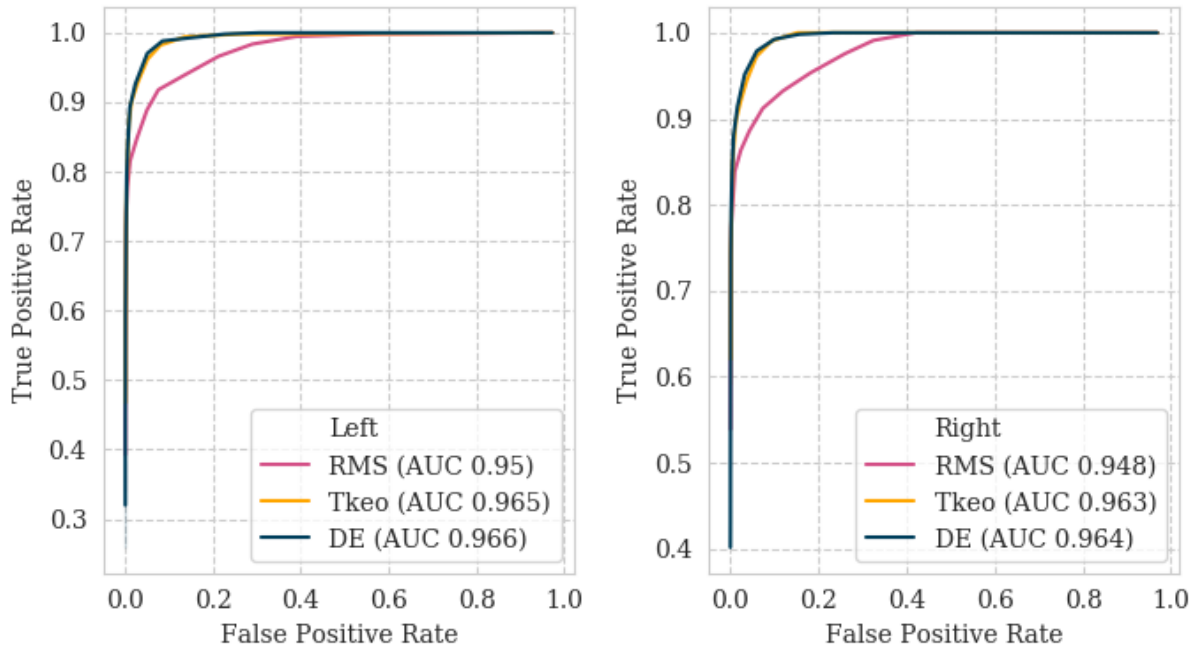 True Positive Rate
1.0
0.9
0.8
0.7
0.6
0.5
0.4
0.3
Left
RMS (AUC 0.95)
Tkeo (AUC 0.965)
DE (AUC 0.966)
0.0 0.2 0.4 0.6 0.8 1.0
False Positive Rate
True Positive Rate
1.0
0.9
0.8
0.7
0.6
0.5
0.4
Right
RMS (AUC 0.948)
Tkeo (AUC 0.963)
DE (AUC 0.964)
0.0 0.2 0.4 0.6 0.8 1.0
False Positive Rate